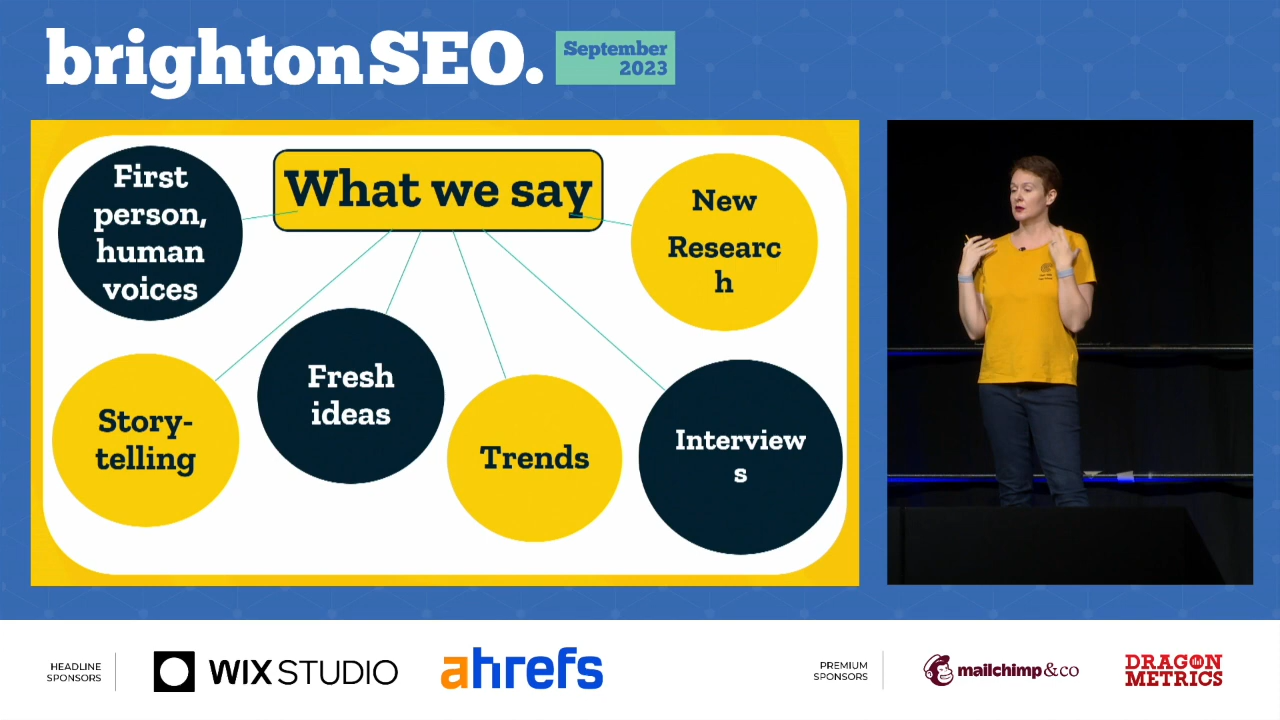 brightonSEO.
September
2023
What we say
First
person,
human
voices
New
Researc
h
Story-
telling
Fresh
ideas
Trends
Interview
s
HEADLINE
SPONSORS
WIX STUDIO
ahrefs
PREMIUM
SPONSORS
mailchimp & co
DRAGON
METRICS